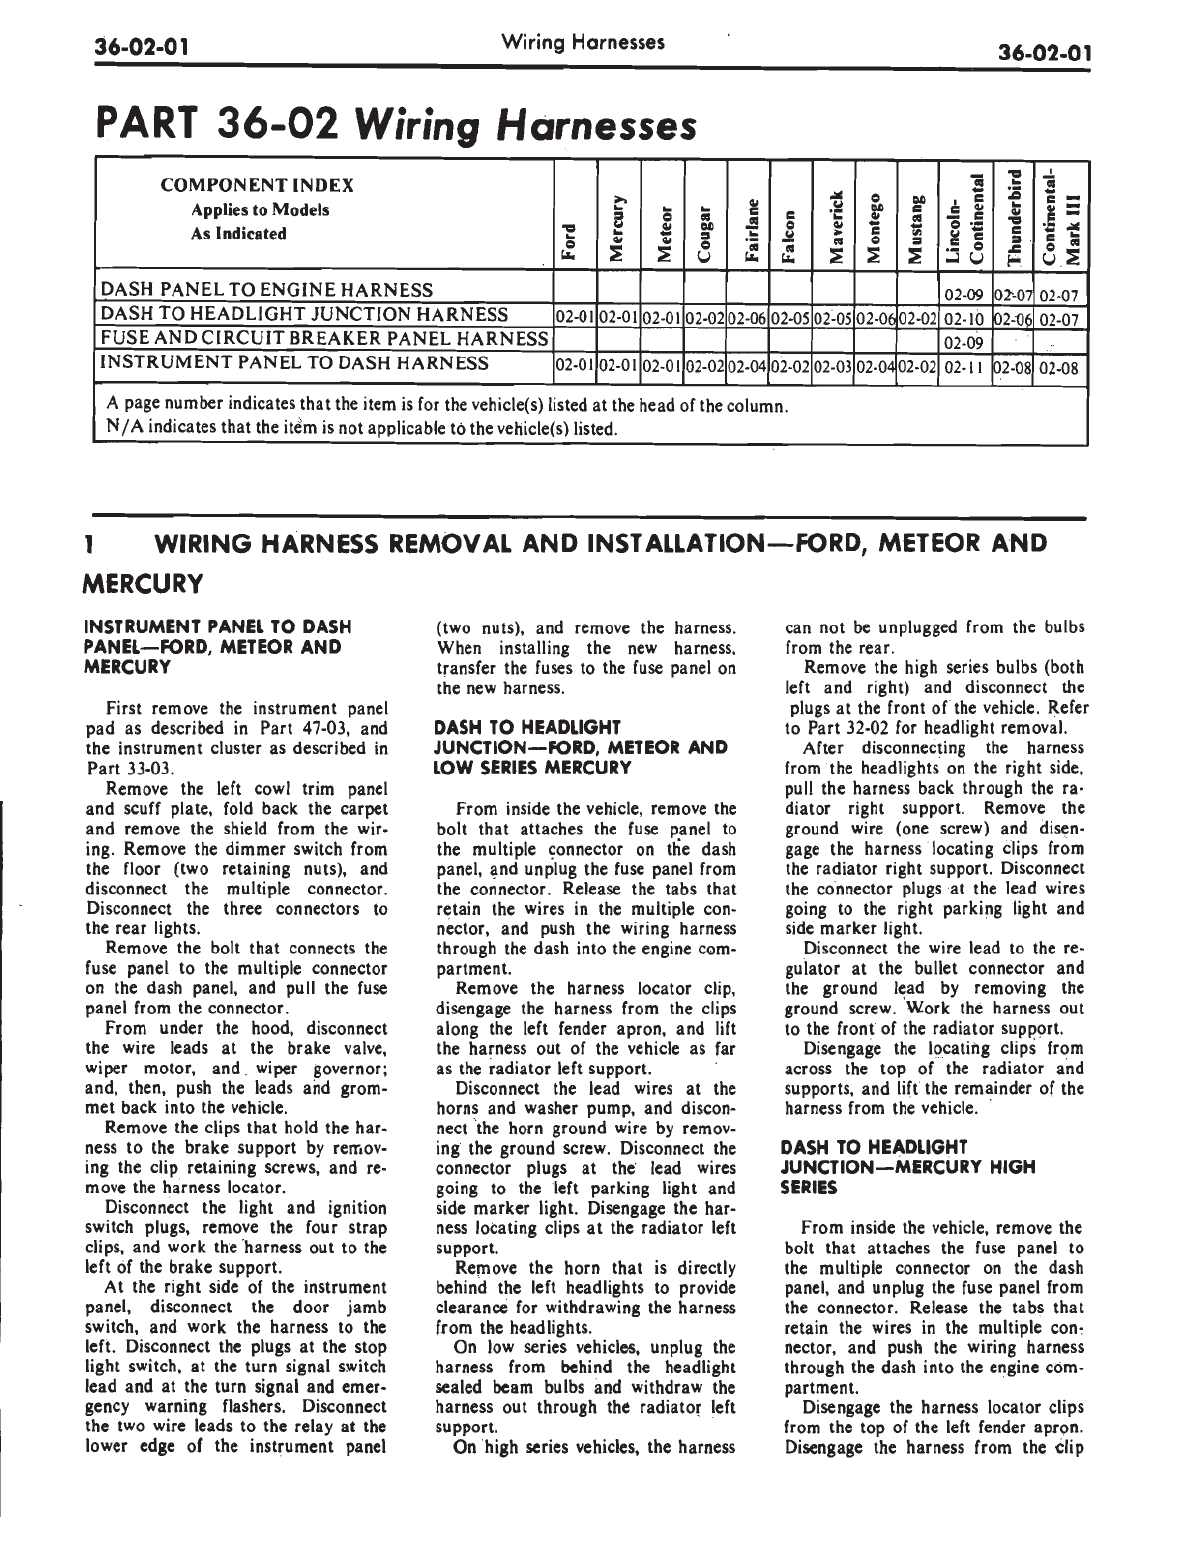 36-02-01
Wiring Harnesses
36-02-01
PART 36-02 Wiring Harnesses
COMPONENT INDEX
Applies to Models
As Indicated
Ford
Mercury
Meteor
Cougar
Fairlane
Falcon
Maverick
Montego
Mustang
Lincoln-
Continental
Thunderbird
Continental-
Mark III
DASH PANEL TO ENGINE HARNESS 02-09 02-07 02-07
DASH TO HEADLIGHT JUNCTION HARNESS 02-01 02-01 02-01 02-02 02-06 02-05 02-05 02-06 02-02 02-10 02-06 02-07
FUSE AND CIRCUIT BREAKER PANEL HARNESS 02-09
INSTRUMENT PANEL TO DASH HARNESS 02-01 02-01 02-01 02-02 02-04 02-02 02-03 02-04 02-02 02-11 02-08 02-08
A page number indicates that the item is for the vehicle(s) listed at the head of the column.
N/A indicates that the item is not applicable to the vehicle(s) listed.
1 WIRING HARNESS REMOVAL AND INSTALLATION—FORD, METEOR AND
MERCURY
INSTRUMENT PANEL TO DASH
PANEL—FORD, METEOR AND
MERCURY
First remove the instrument panel
pad as described in Part 47-03, and
the instrument cluster as described in
Part 33-03.
Remove the left cowl trim panel
and scuff plate, fold back the carpet
and remove the shield from the wir-
ing. Remove the dimmer switch from
the floor (two retaining nuts), and
disconnect the multiple connector.
Disconnect the three connectors to
the rear lights.
Remove the bolt that connects the
fuse panel to the multiple connector
on the dash panel, and pull the fuse
panel from the connector.
From under the hood, disconnect
the wire leads at the brake valve,
wiper motor, and wiper governor;
and, then, push the leads and grom-
met back into the vehicle.
Remove the clips that hold the har-
ness to the brake support by remov-
ing the clip retaining screws, and re-
move the harness locator.
Disconnect the light and ignition
switch plugs, remove the four strap
clips, and work the harness out to the
left of the brake support.
At the right side of the instrument
panel, disconnect the door jamb
switch, and work the harness to the
left. Disconnect the plugs at the stop
light switch, at the turn signal switch
lead and at the turn signal and emer-
gency warning flashers. Disconnect
the two wire leads to the relay at the
lower edge of the instrument panel
(two nuts), and remove the harness.
When installing the new harness,
transfer the fuses to the fuse panel on
the new harness.
DASH TO HEADLIGHT
JUNCTION—FORD, METEOR AND
LOW SERIES MERCURY
From inside the vehicle, remove the
bolt that attaches the fuse panel to
the multiple connector on the dash
panel, and unplug the fuse panel from
the connector. Release the tabs that
retain the wires in the multiple con-
nector, and push the wiring harness
through the dash into the engine com-
partment.
Remove the harness locator clip,
disengage the harness from the clips
along the left fender apron, and lift
the harness out of the vehicle as far
as the radiator left support.
Disconnect the lead wires at the
horns and washer pump, and discon-
nect the horn ground wire by remov-
ing the ground screw. Disconnect the
connector plugs at the lead wires
going to the left parking light and
side marker light. Disengage the har-
ness locating clips at the radiator left
support.
Remove the horn that is directly
behind the left headlights to provide
clearance for withdrawing the harness
from the headlights.
On low series vehicles, unplug the
harness from behind the headlight
sealed beam bulbs and withdraw the
harness out through the radiator left
support.
On high series vehicles, the harness
can not be unplugged from the bulbs
from the rear.
Remove the high series bulbs (both
left and right) and disconnect the
plugs at the front of the vehicle. Refer
to Part 32-02 for headlight removal.
After disconnecting the harness
from the headlights on the right side,
pull the harness back through the ra-
diator right support. Remove the
ground wire (one screw) and disen-
gage the harness locating clips from
the radiator right support. Disconnect
the connector plugs at the lead wires
going to the right parking light and
side marker light.
Disconnect the wire lead to the re-
gulator at the bullet connector and
the ground lead by removing the
ground screw. Work the harness out
to the front of the radiator support.
Disengage the locating clips from
across the top of the radiator and
supports, and lift the remainder of the
harness from the vehicle.
DASH TO HEADLIGHT
JUNCTION—MERCURY HIGH
SERIES
From inside the vehicle, remove the
bolt that attaches the fuse panel to
the multiple connector on the dash
panel, and unplug the fuse panel from
the connector. Release the tabs that
retain the wires in the multiple con-
nector, and push the wiring harness
through the dash into the engine com-
partment.
Disengage the harness locator clips
from the top of the left fender apron.
Disengage the harness from the clip